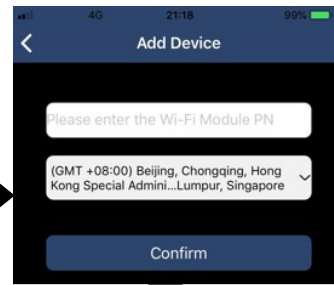 4G 21:18 99%
Add Device
Please enter the Wi-Fi Module PN
(GMT +08:00) Beijing, Chongqing, Hong
Kong Special Admini...Lumpur, Singapore
Confirm